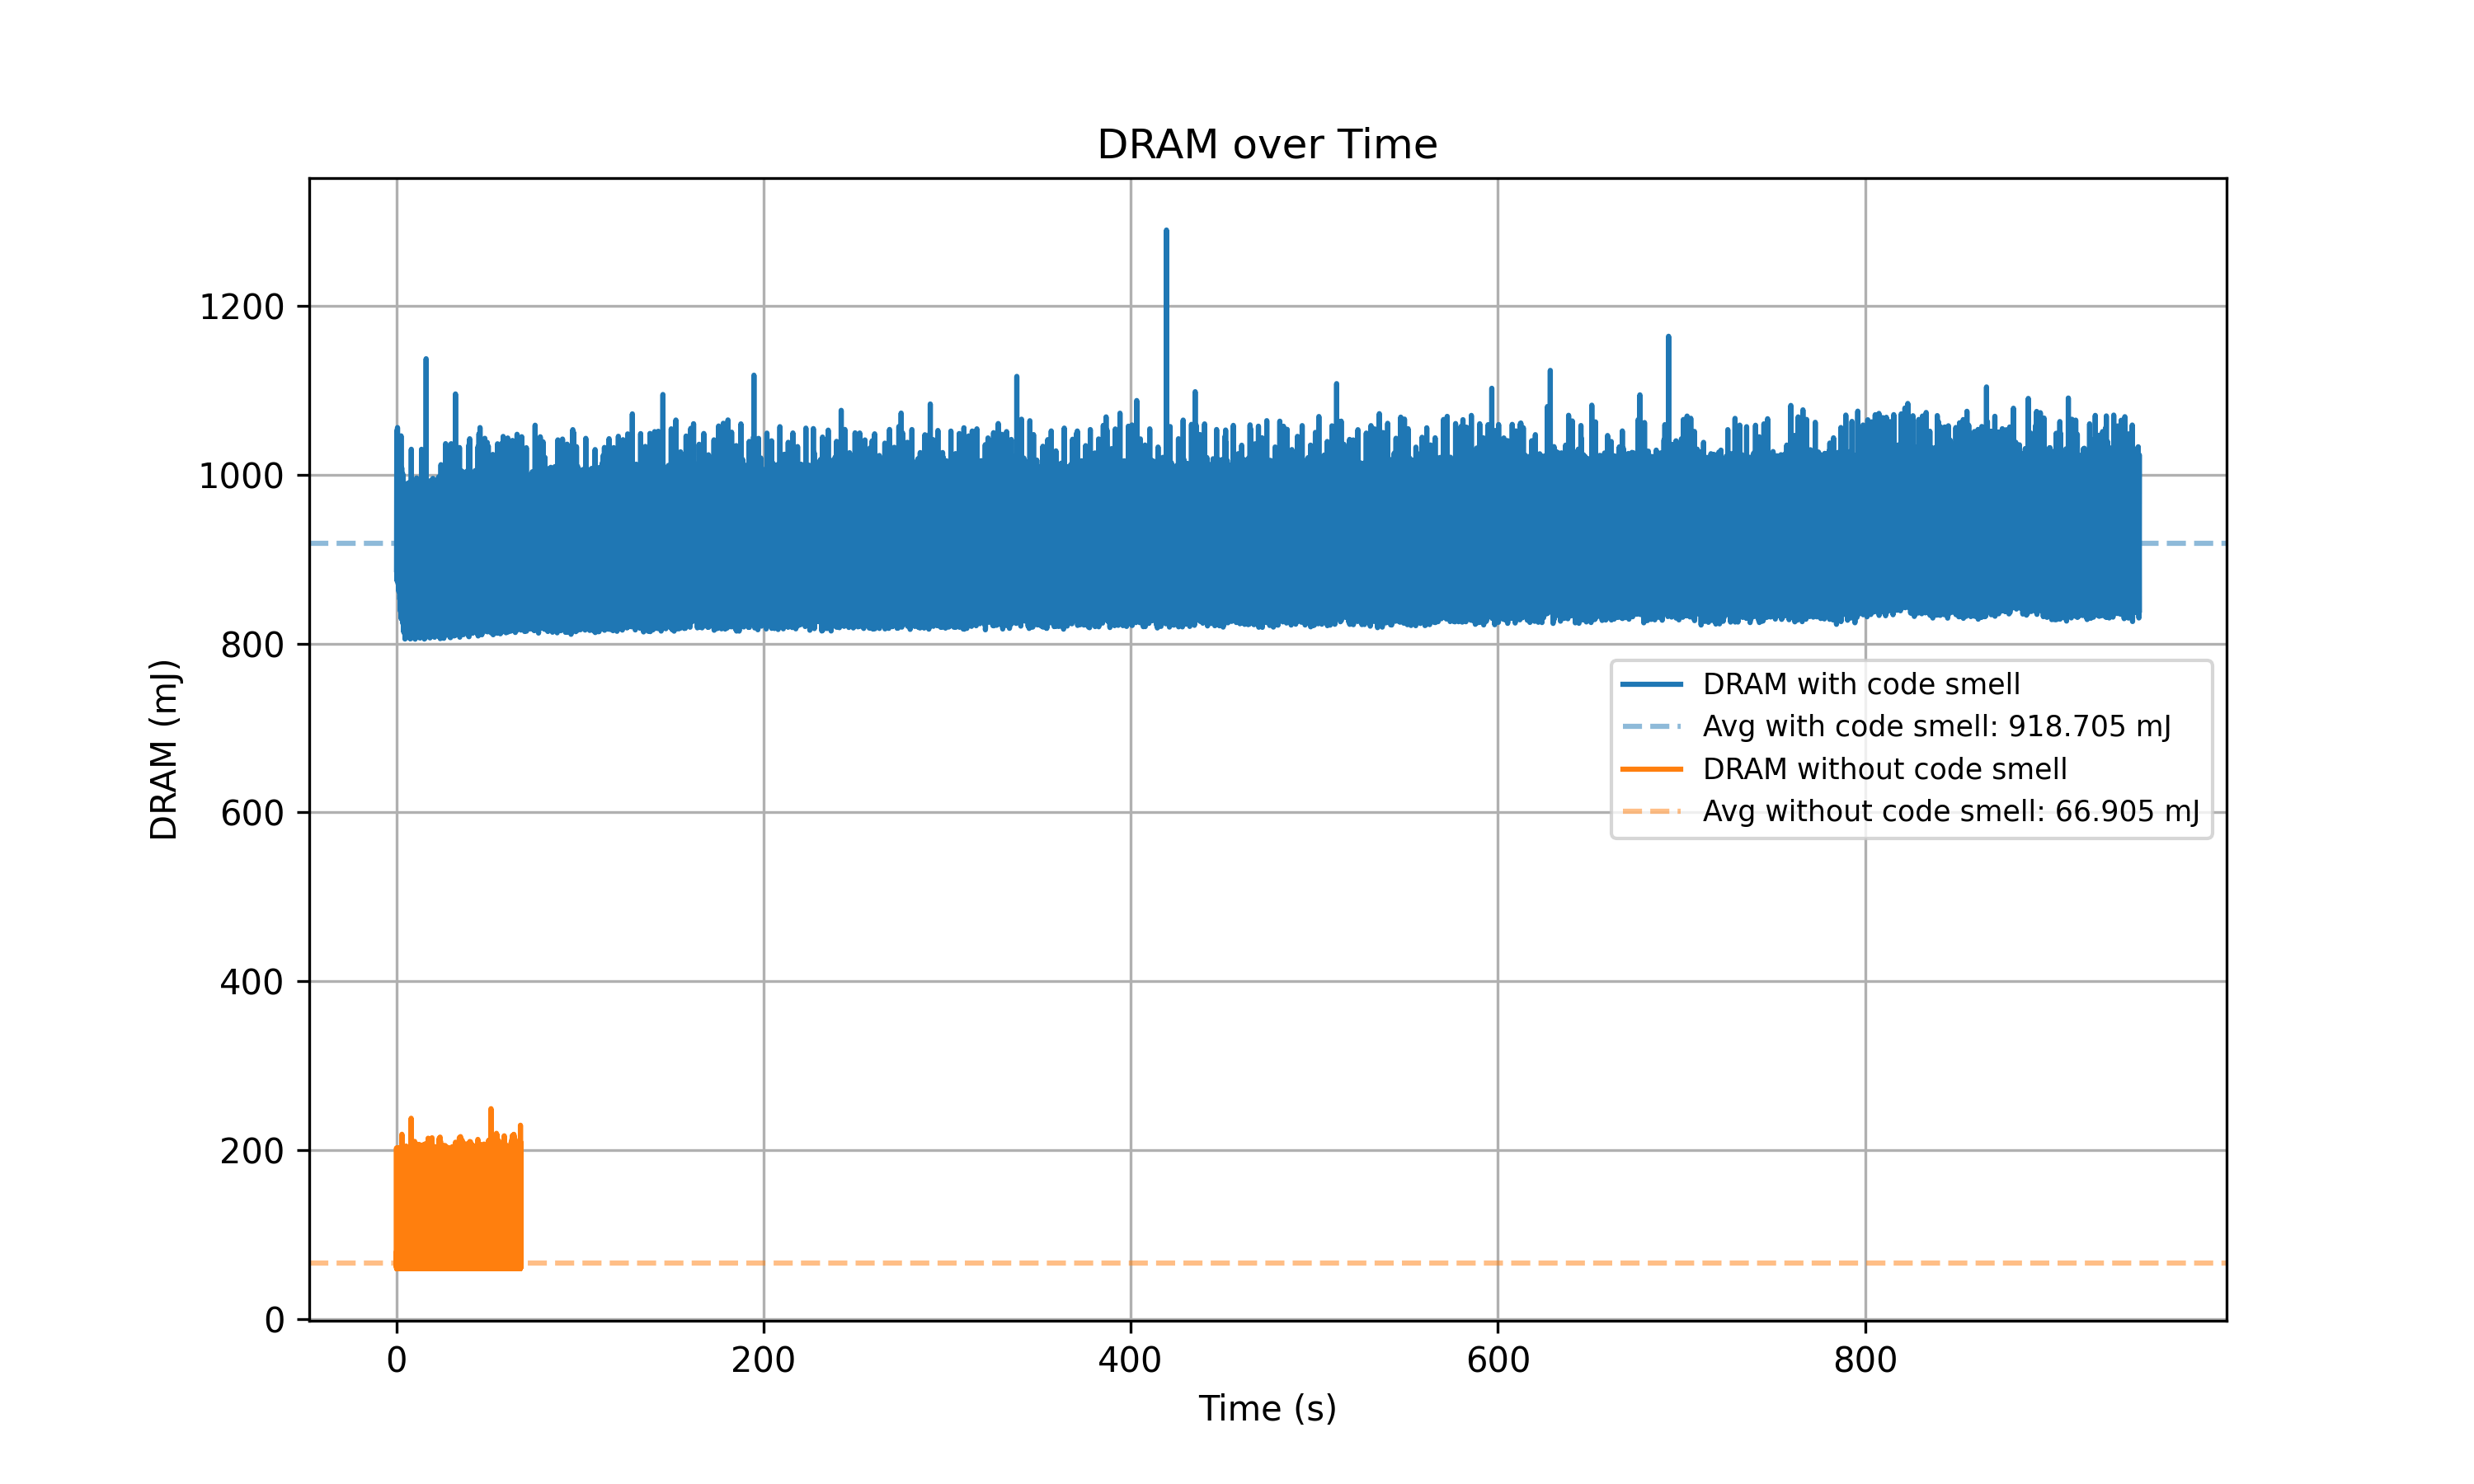 DRAM over Time
DRAM (mJ)
1200
1000
800
600
400
200
0
DRAM with code smell
Avg with code smell: 918.705 mJ
DRAM without code smell
Avg without code smell: 66.905 mJ
0 200 400 600 800
Time (s)